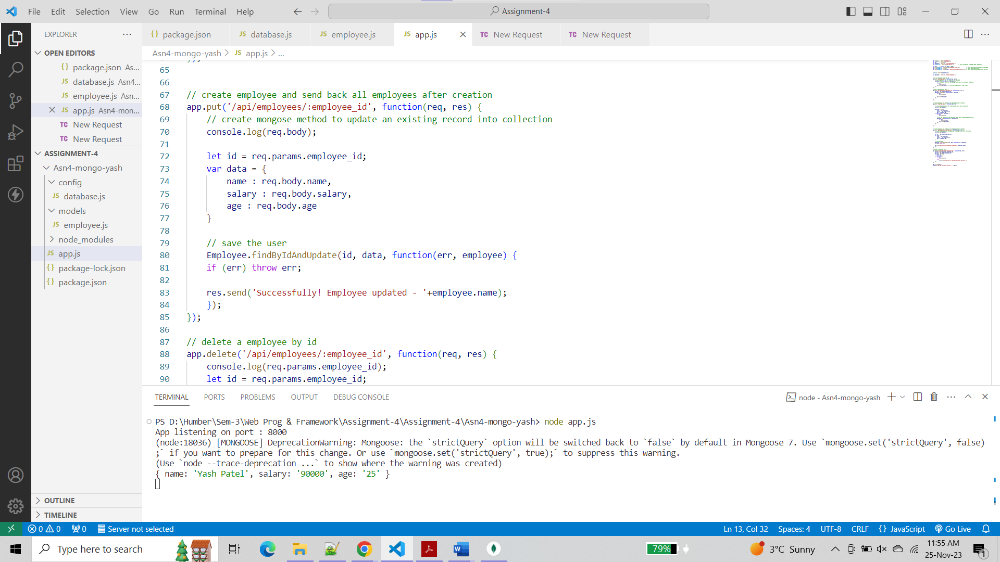 File Edit Selection View Go Run Terminal Help
Assignment-4
EXPLORER
OPEN EDITORS
package.json As...
database.js Asn4...
employee.js Asn...
app.js Asn4-mon...
TC New Request
TC New Request
ASSIGNMENT-4
Asn4-mongo-yash
config
JS database.js
models
JS employee.js
node_modules
JS app.js
{} package-lock.json
{} package.json
OUTLINE
TIMELINE
{} package.json JS database.js JS employee.js JS app.js TC New Request TC New Request
Asn4-mongo-yash > JS app.js > ...
65
66
67 // create employee and send back all employees after creation
68 app.put('/api/employees/:employee_id', function(req, res) {
69 // create mongose method to update an existing record into collection
70 console.log(req.body);
71
72 let id = req.params.employee_id;
73 var data = {
74 name : req.body.name,
75 salary : req.body.salary,
76 age : req.body.age
77 }
78
79 // save the user
80 Employee.findByIdAndUpdate(id, data, function(err, employee) {
81 if (err) throw err;
82
83 res.send('Successfully! Employee updated - '+employee.name);
84 });
85 });
86
87 // delete a employee by id
88 app.delete('/api/employees/:employee_id', function(req, res) {
89 console.log(req.params.employee_id);
90 let id = req.params.employee_id;
TERMINAL PORTS PROBLEMS OUTPUT DEBUG CONSOLE
node - Asn4-mongo-yash
PS D:\Humber\Sem-3\Web Prog & Framework\Assignment-4\Assignment-4\Asn4-mongo-yash> node app.js
App listening on port : 8000
(node:18036) [MONGOOSE] DeprecationWarning: Mongoose: the `strictQuery` option will be switched back to `false` by default in Mongoose 7. Use `mongoose.set('strictQuery', false)
;` if you want to prepare for this change. Or use `mongoose.set('strictQuery', true);` to suppress this warning.
(Use `node --trace-deprecation ...` to show where the warning was created)
{ name: 'Yash Patel', salary: '90000', age: '25' }
0 0 0 Server not selected
Ln 13, Col 32 Spaces: 4 UTF-8 CRLF {} JavaScript Go Live
Type here to search
79%
3°C Sunny
11:55 AM
25-Nov-23
1